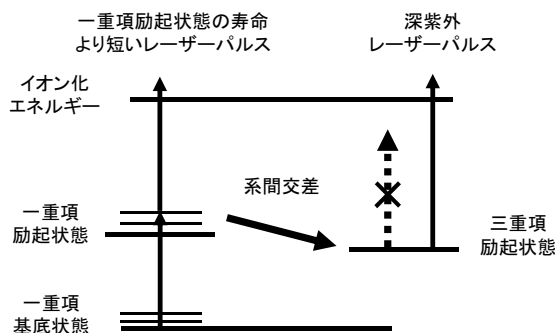 一重項励起状態の寿命
より短いレーザーパルス
深紫外
レーザーパルス
イオン化
エネルギー
系間交差
一重項
励起状態
三重項
励起状態
一重項
基底状態